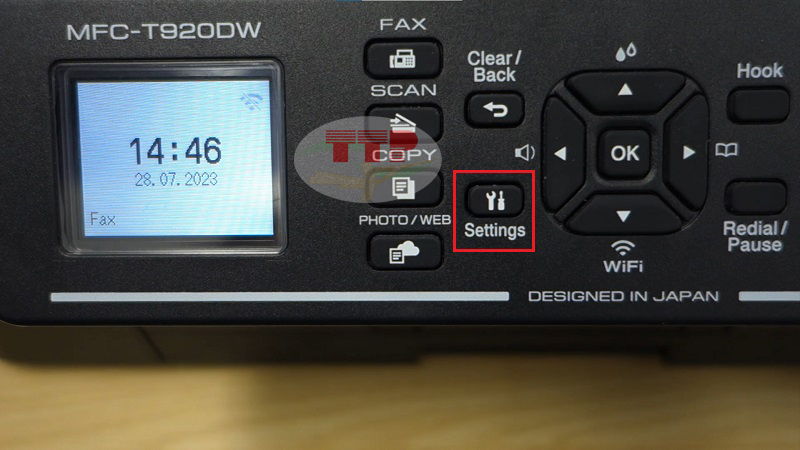 MFC-T920DW
14:46
28.07.2023
Fax
FAX
SCAN
TTD
COPY
PHOTO / WEB
Clear /
Back
Settings
OK
WiFi
Hook
Redial /
Pause
DESIGNED IN JAPAN